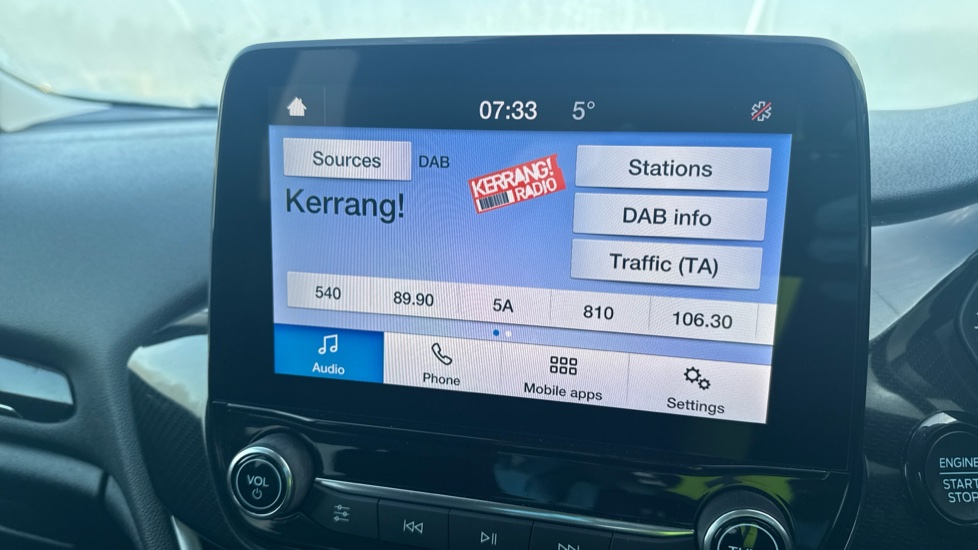 07:33 5°
Sources DAB
KERRANG!
RADIO
Stations
Kerrang!
DAB info
Traffic (TA)
540 89.90 5A 810 106.30
Audio Phone Mobile apps Settings
VOL
ENGINE
START
STOP